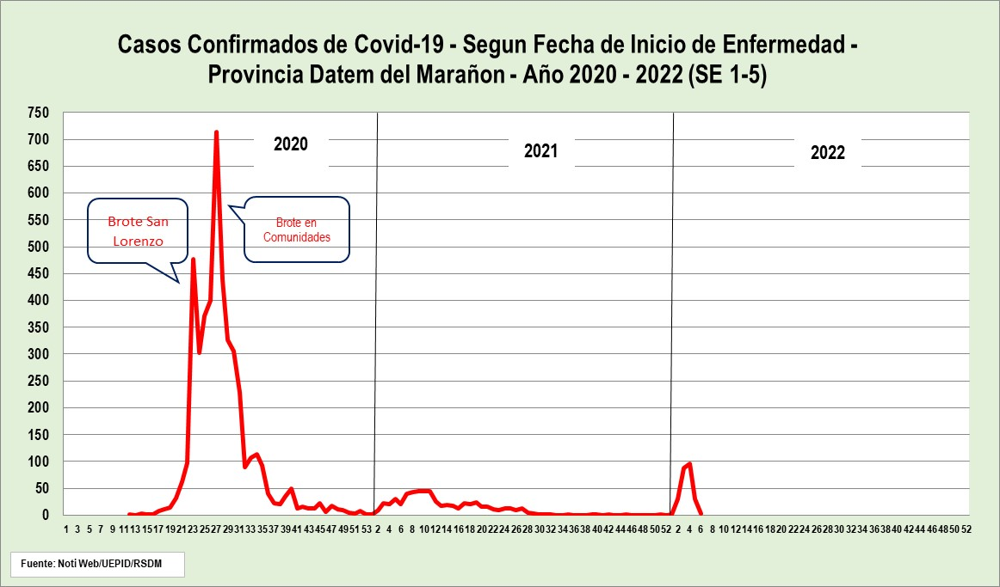 Casos Confirmados de Covid-19 - Segun Fecha de Inicio de Enfermedad -
Provincia Datem del Marañon - Año 2020 - 2022 (SE 1-5)
750
700
650
600
550
500
450
400
350
300
250
200
150
100
50
0
2020
2021
2022
Brote San
Lorenzo
Brote en
Comunidades
1 3 5 7 9 11 13 15 17 19 21 23 25 27 29 31 33 35 37 39 41 43 45 47 49 51 53 2 4 6 8 10 12 14 16 18 20 22 24 26 28 30 32 34 36 38 40 42 44 46 48 50 52 2 4 6 8 10 12 14 16 18 20 22 24 26 28 30 32 34 36 38 40 42 44 46 48 50 52
Fuente: Noti Web/UEPID/RSDM